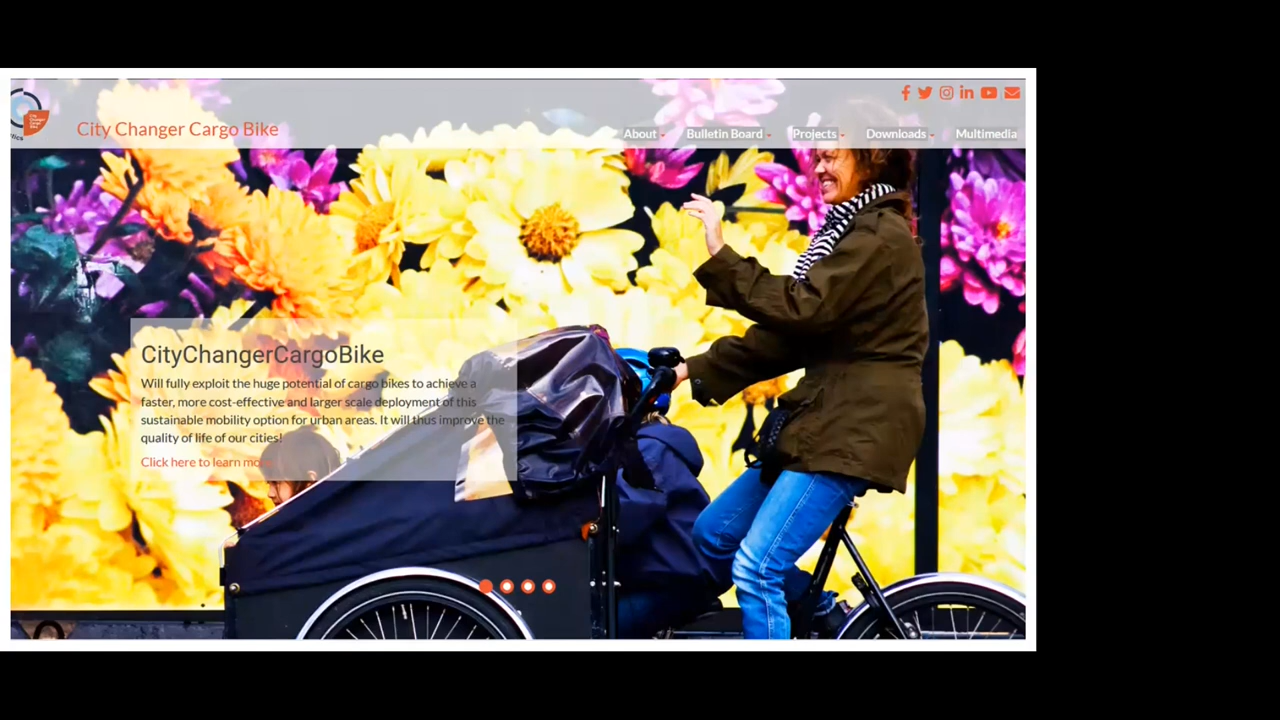 City Changer Cargo Bike
About
Bulletin Board
Projects
Downloads
Multimedia
CityChangerCargoBike
Will fully exploit the huge potential of cargo bikes to achieve a
faster, more cost-effective and larger scale deployment of this
sustainable mobility option for urban areas. It will thus improve the
quality of life of our cities!
Click here to learn more